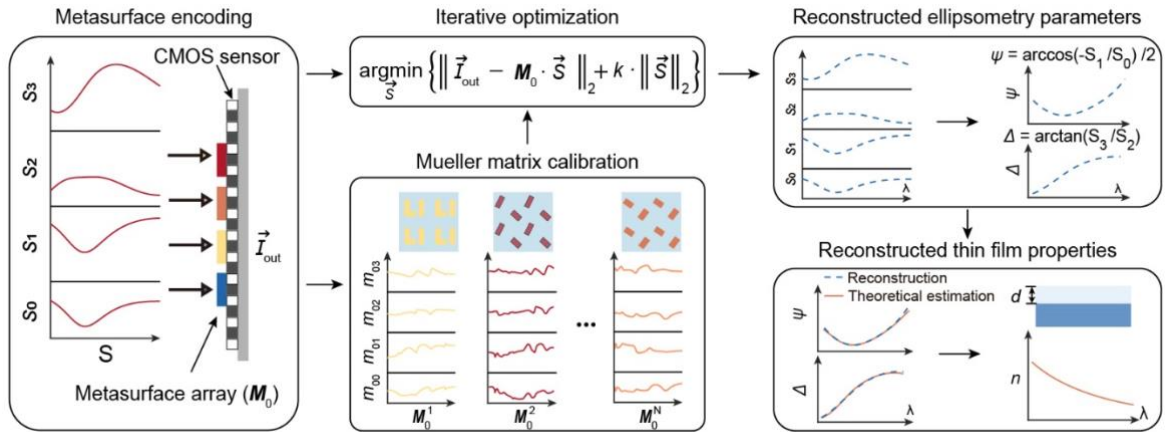 Metasurface encoding
CMOS sensor
S3
S2
S1
S0
S
I⃗out
Metasurface array (M0)
Iterative optimization
argmin S⃗ {‖ I⃗out − M0 · S⃗ ‖2 + k · ‖ S⃗ ‖2}
Mueller matrix calibration
m03
m02
m01
m00
...
M0^1
M0^2
M0^N
Reconstructed ellipsometry parameters
S3
S2
S1
S0
λ
ψ = arccos(-S1/S0)/2
Ψ
Δ = arctan(S3/S2)
Δ
λ
Reconstructed thin film properties
Reconstruction
Theoretical estimation
Ψ
Δ
λ
d
n
λ